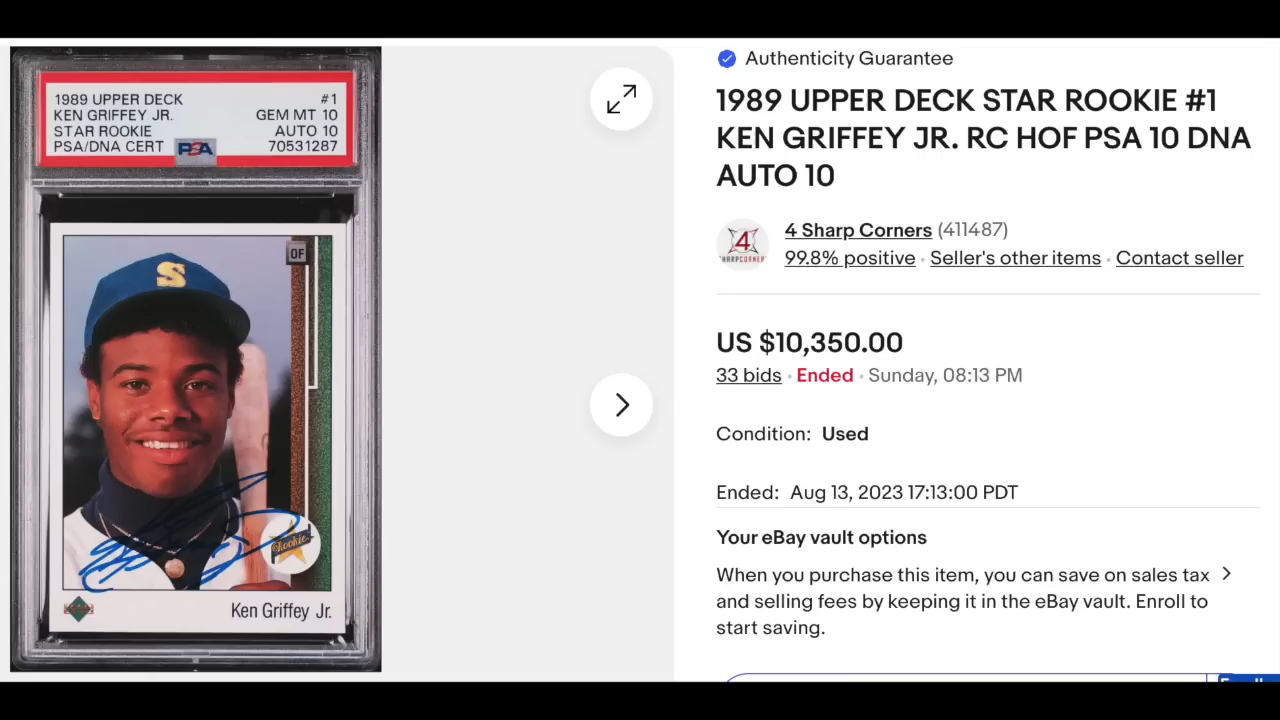 1989 UPPER DECK #1
KEN GRIFFEY JR. GEM MT 10
STAR ROOKIE AUTO 10
PSA/DNA CERT PSA 70531287
S
OF
Rookie
Ken Griffey Jr.
Authenticity Guarantee
1989 UPPER DECK STAR ROOKIE #1
KEN GRIFFEY JR. RC HOF PSA 10 DNA
AUTO 10
4 Sharp Corners (411487)
4
SHARPCORNER
99.8% positive · Seller's other items · Contact seller
US $10,350.00
33 bids · Ended · Sunday, 08:13 PM
Condition: Used
Ended: Aug 13, 2023 17:13:00 PDT
Your eBay vault options
When you purchase this item, you can save on sales tax
and selling fees by keeping it in the eBay vault. Enroll to
start saving.